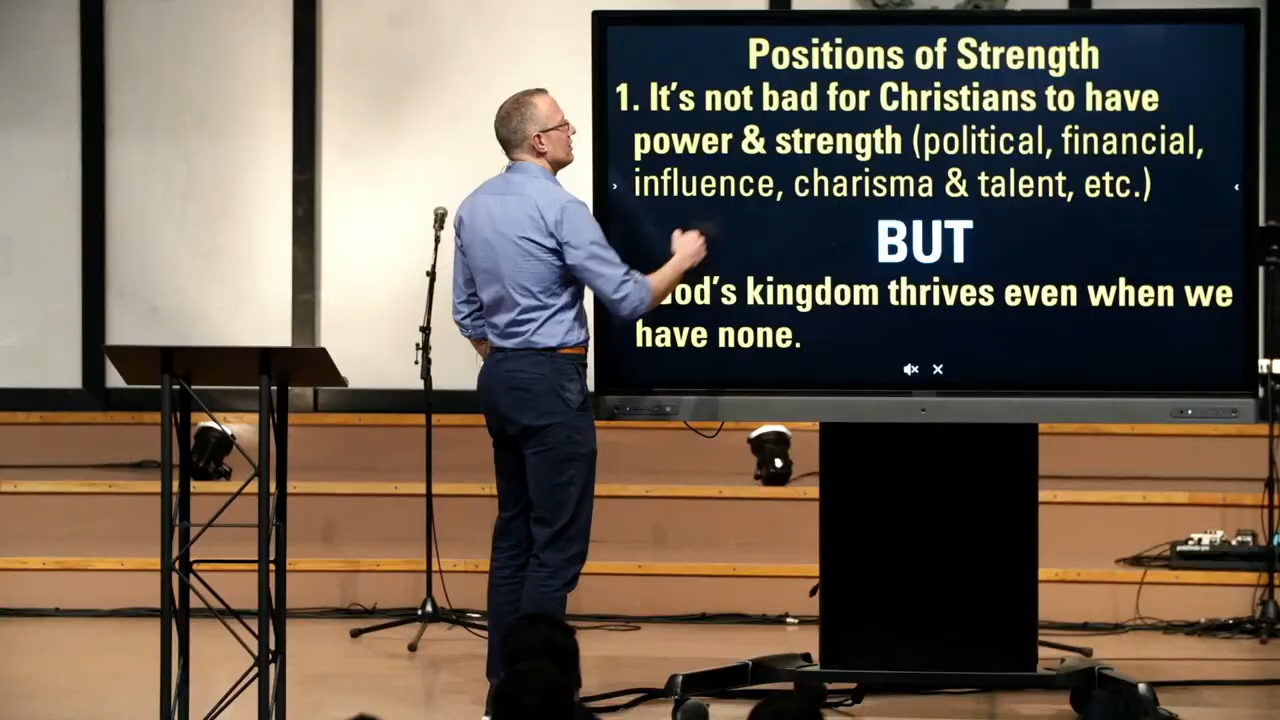 Positions of Strength
1. It's not bad for Christians to have
power & strength (political, financial,
influence, charisma & talent, etc.)
BUT
kingdom thrives even when we
have none.